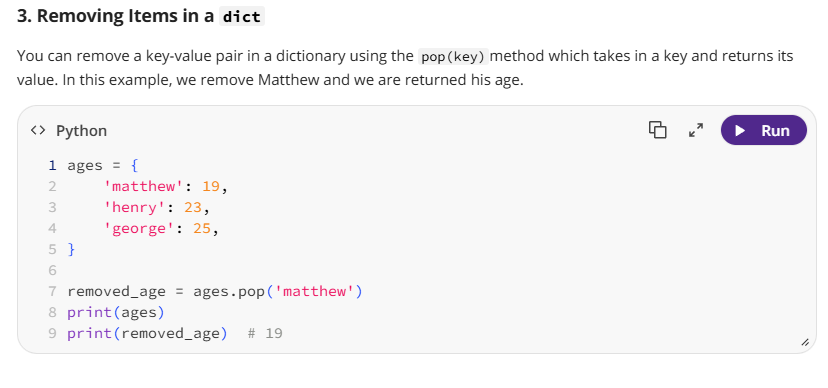 3. Removing Items in a dict
You can remove a key-value pair in a dictionary using the pop(key) method which takes in a key and returns its
value. In this example, we remove Matthew and we are returned his age.
<> Python
Run
1 ages = {
2     'matthew': 19,
3     'henry': 23,
4     'george': 25,
5 }
6
7 removed_age = ages.pop('matthew')
8 print(ages)
9 print(removed_age)  # 19